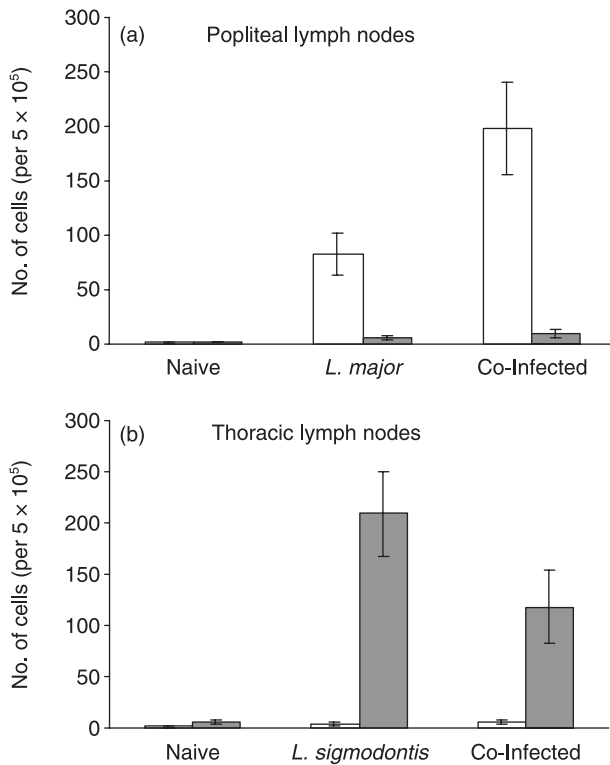 (a) Popliteal lymph nodes
No. of cells (per 5 × 10⁵)
300
250
200
150
100
50
0
Naive L. major Co-Infected
(b) Thoracic lymph nodes
No. of cells (per 5 × 10⁵)
300
250
200
150
100
50
0
Naive L. sigmodontis Co-Infected